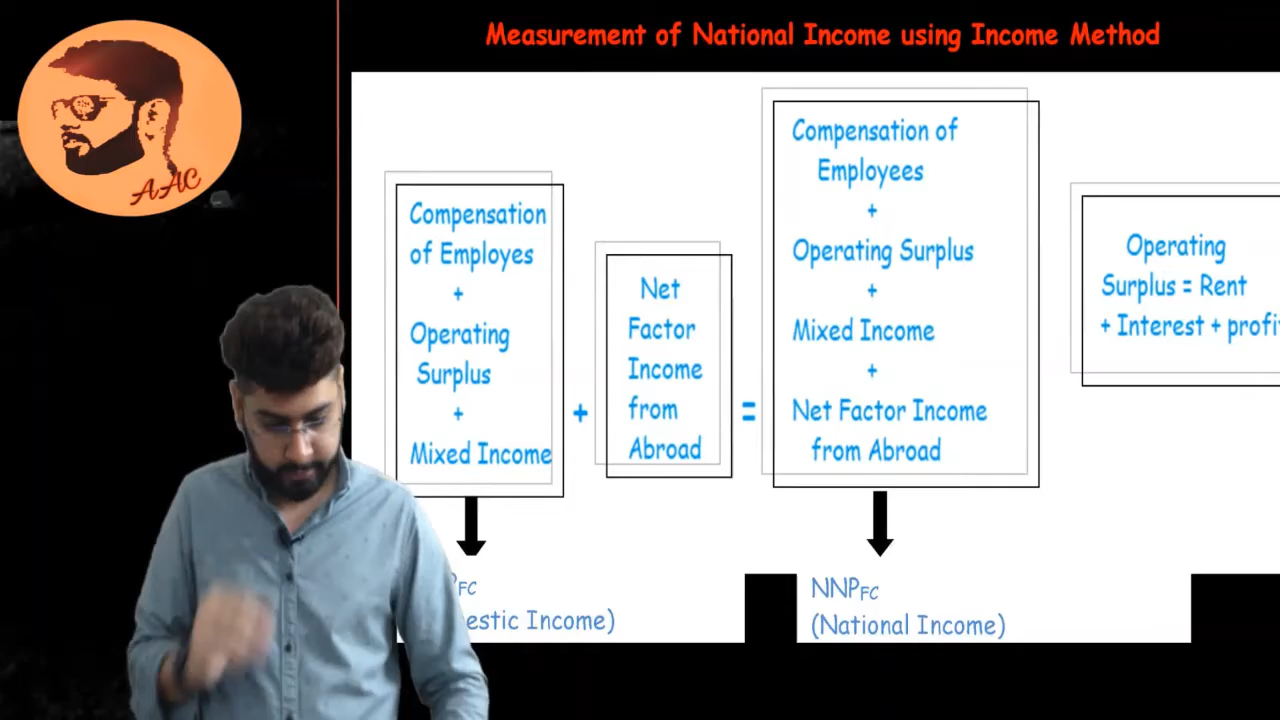 Measurement of National Income using Income Method
AAC
Compensation
of Employes
+
Operating
Surplus
+
Mixed Income
+
Net
Factor
Income
from
Abroad
=
Compensation of
Employees
+
Operating Surplus
+
Mixed Income
+
Net Factor Income
from Abroad
Operating
Surplus = Rent
+ Interest +
FC
Income)
NNPFC
(National Income)